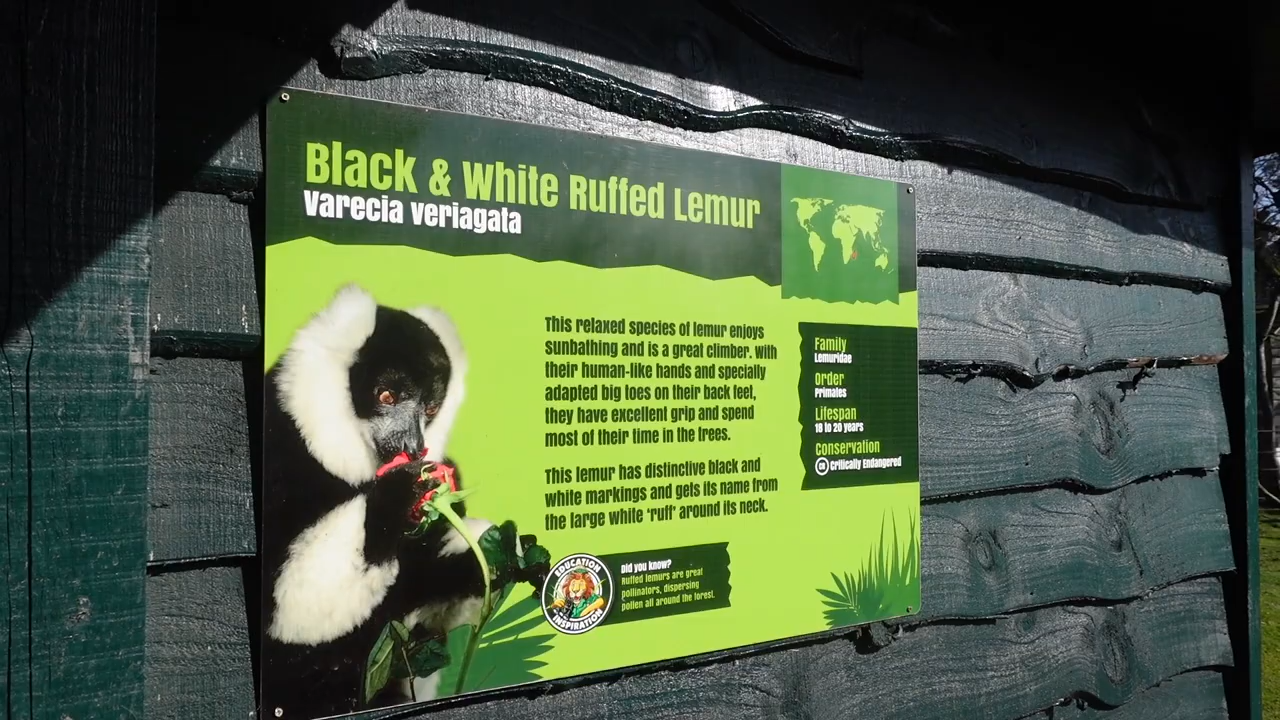 Black & White Ruffed Lemur
Varecia veriagata
This relaxed species of lemur enjoys
sunbathing and is a great climber. With
their human-like hands and specially
adapted big toes on their back feet,
they have excellent grip and spend
most of their time in the trees.
This lemur has distinctive black and
white markings and gets its name from
the large white ‘ruff’ around its neck.
Family
Lemuridae
Order
Primates
Lifespan
18 to 20 years
Conservation
CR Critically Endangered
EDUCATION
INSPIRATION
Did you know?
Ruffed lemurs are great
pollinators, dispersing
pollen all around the forest.